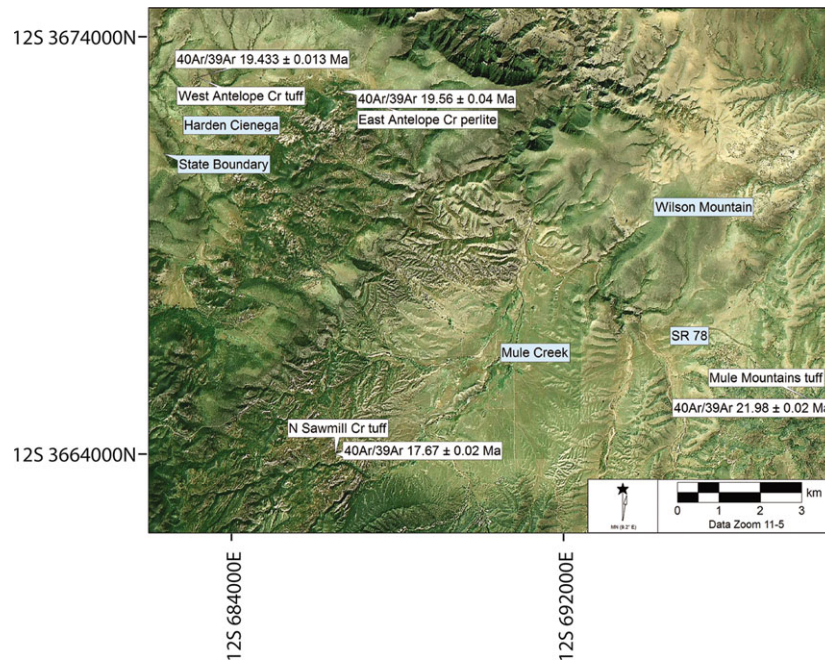 12S 3674000N
40Ar/39Ar 19.433 ± 0.013 Ma
West Antelope Cr tuff
40Ar/39Ar 19.56 ± 0.04 Ma
East Antelope Cr perlite
Harden Cienega
State Boundary
Wilson Mountain
SR 78
Mule Creek
Mule Mountains tuff
40Ar/39Ar 21.98 ± 0.02 Ma
N Sawmill Cr tuff
12S 3664000N
40Ar/39Ar 17.67 ± 0.02 Ma
km
0 1 2 3
Data Zoom 11-5
MN (9.2° E)
12S 684000E
12S 692000E